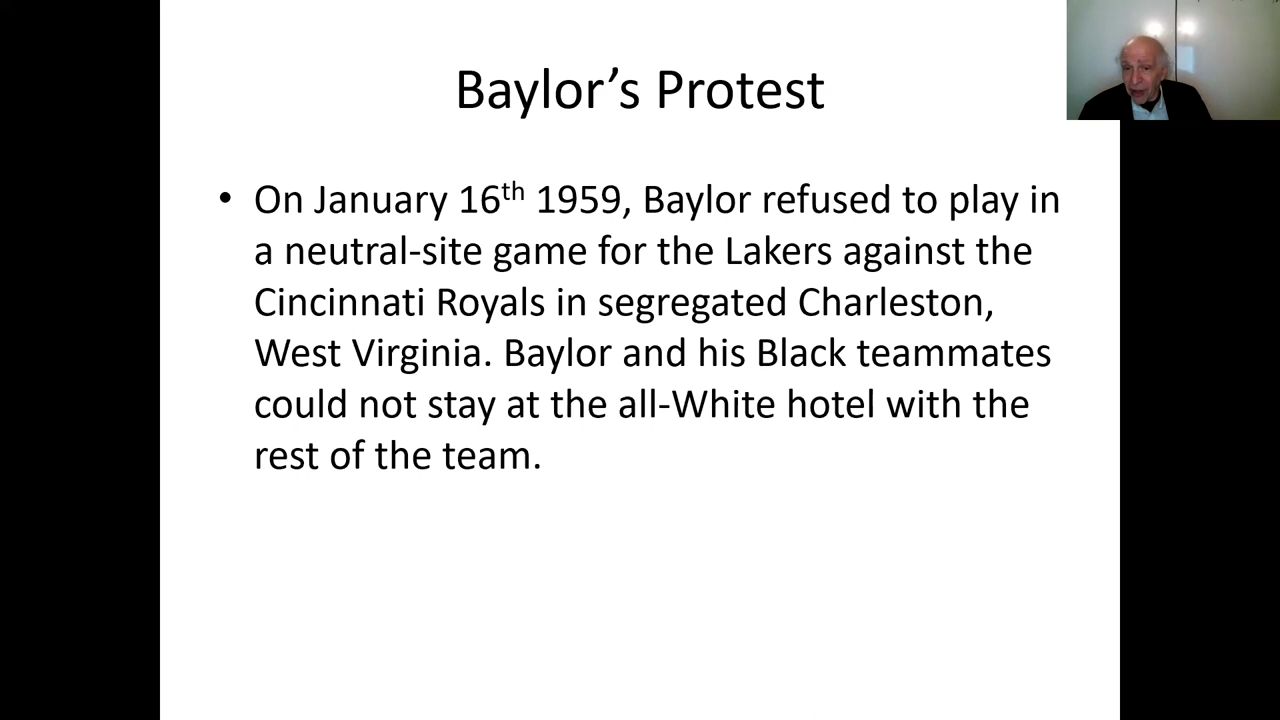 Baylor’s Protest
• On January 16th 1959, Baylor refused to play in
a neutral-site game for the Lakers against the
Cincinnati Royals in segregated Charleston,
West Virginia. Baylor and his Black teammates
could not stay at the all-White hotel with the
rest of the team.